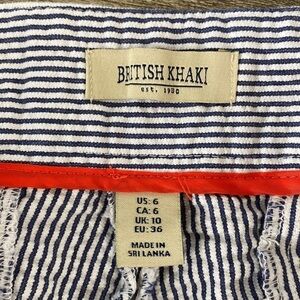 BRITISH KHAKI
est. 1980
US: 6
CA: 6
UK: 10
EU: 36
MADE IN
SRI LANKA